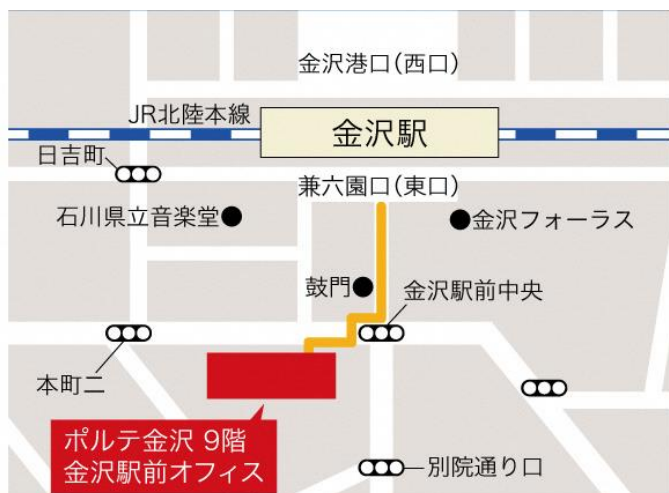 金沢港口(西口)
JR北陸本線
金沢駅
日吉町
兼六園口(東口)
石川県立音楽堂
金沢フォーラス
鼓門
金沢駅前中央
本町二
ポルテ金沢 9階
金沢駅前オフィス
別院通り口